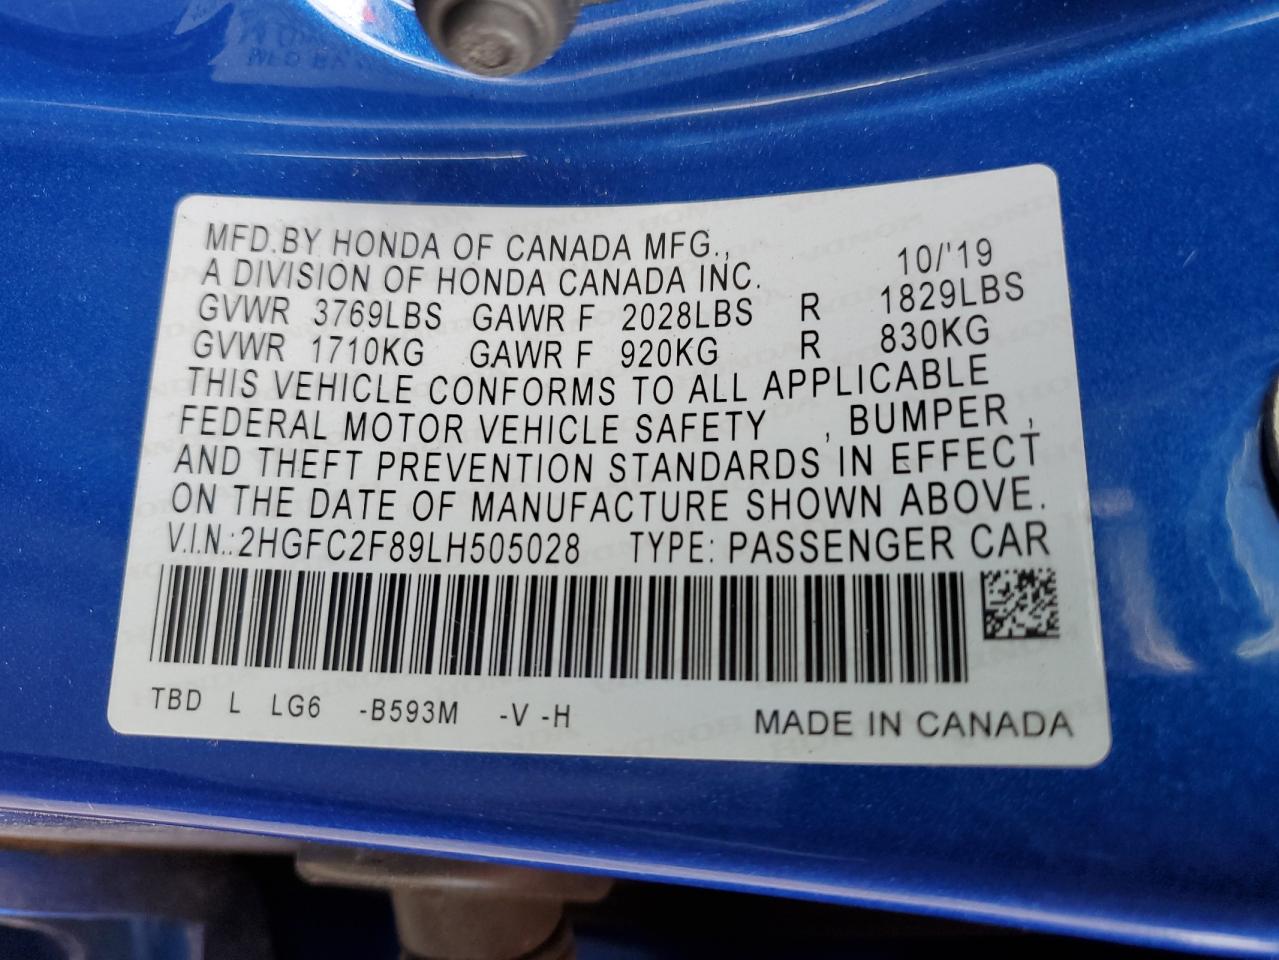 MFD.BY HONDA OF CANADA MFG.,
A DIVISION OF HONDA CANADA INC. 10/'19
GVWR 3769LBS GAWR F 2028LBS R 1829LBS
GVWR 1710KG GAWR F 920KG R 830KG
THIS VEHICLE CONFORMS TO ALL APPLICABLE
FEDERAL MOTOR VEHICLE SAFETY , BUMPER ,
AND THEFT PREVENTION STANDARDS IN EFFECT
ON THE DATE OF MANUFACTURE SHOWN ABOVE.
V.I.N.:2HGFC2F89LH505028 TYPE: PASSENGER CAR
TBD L LG6 -B593M -V -H MADE IN CANADA